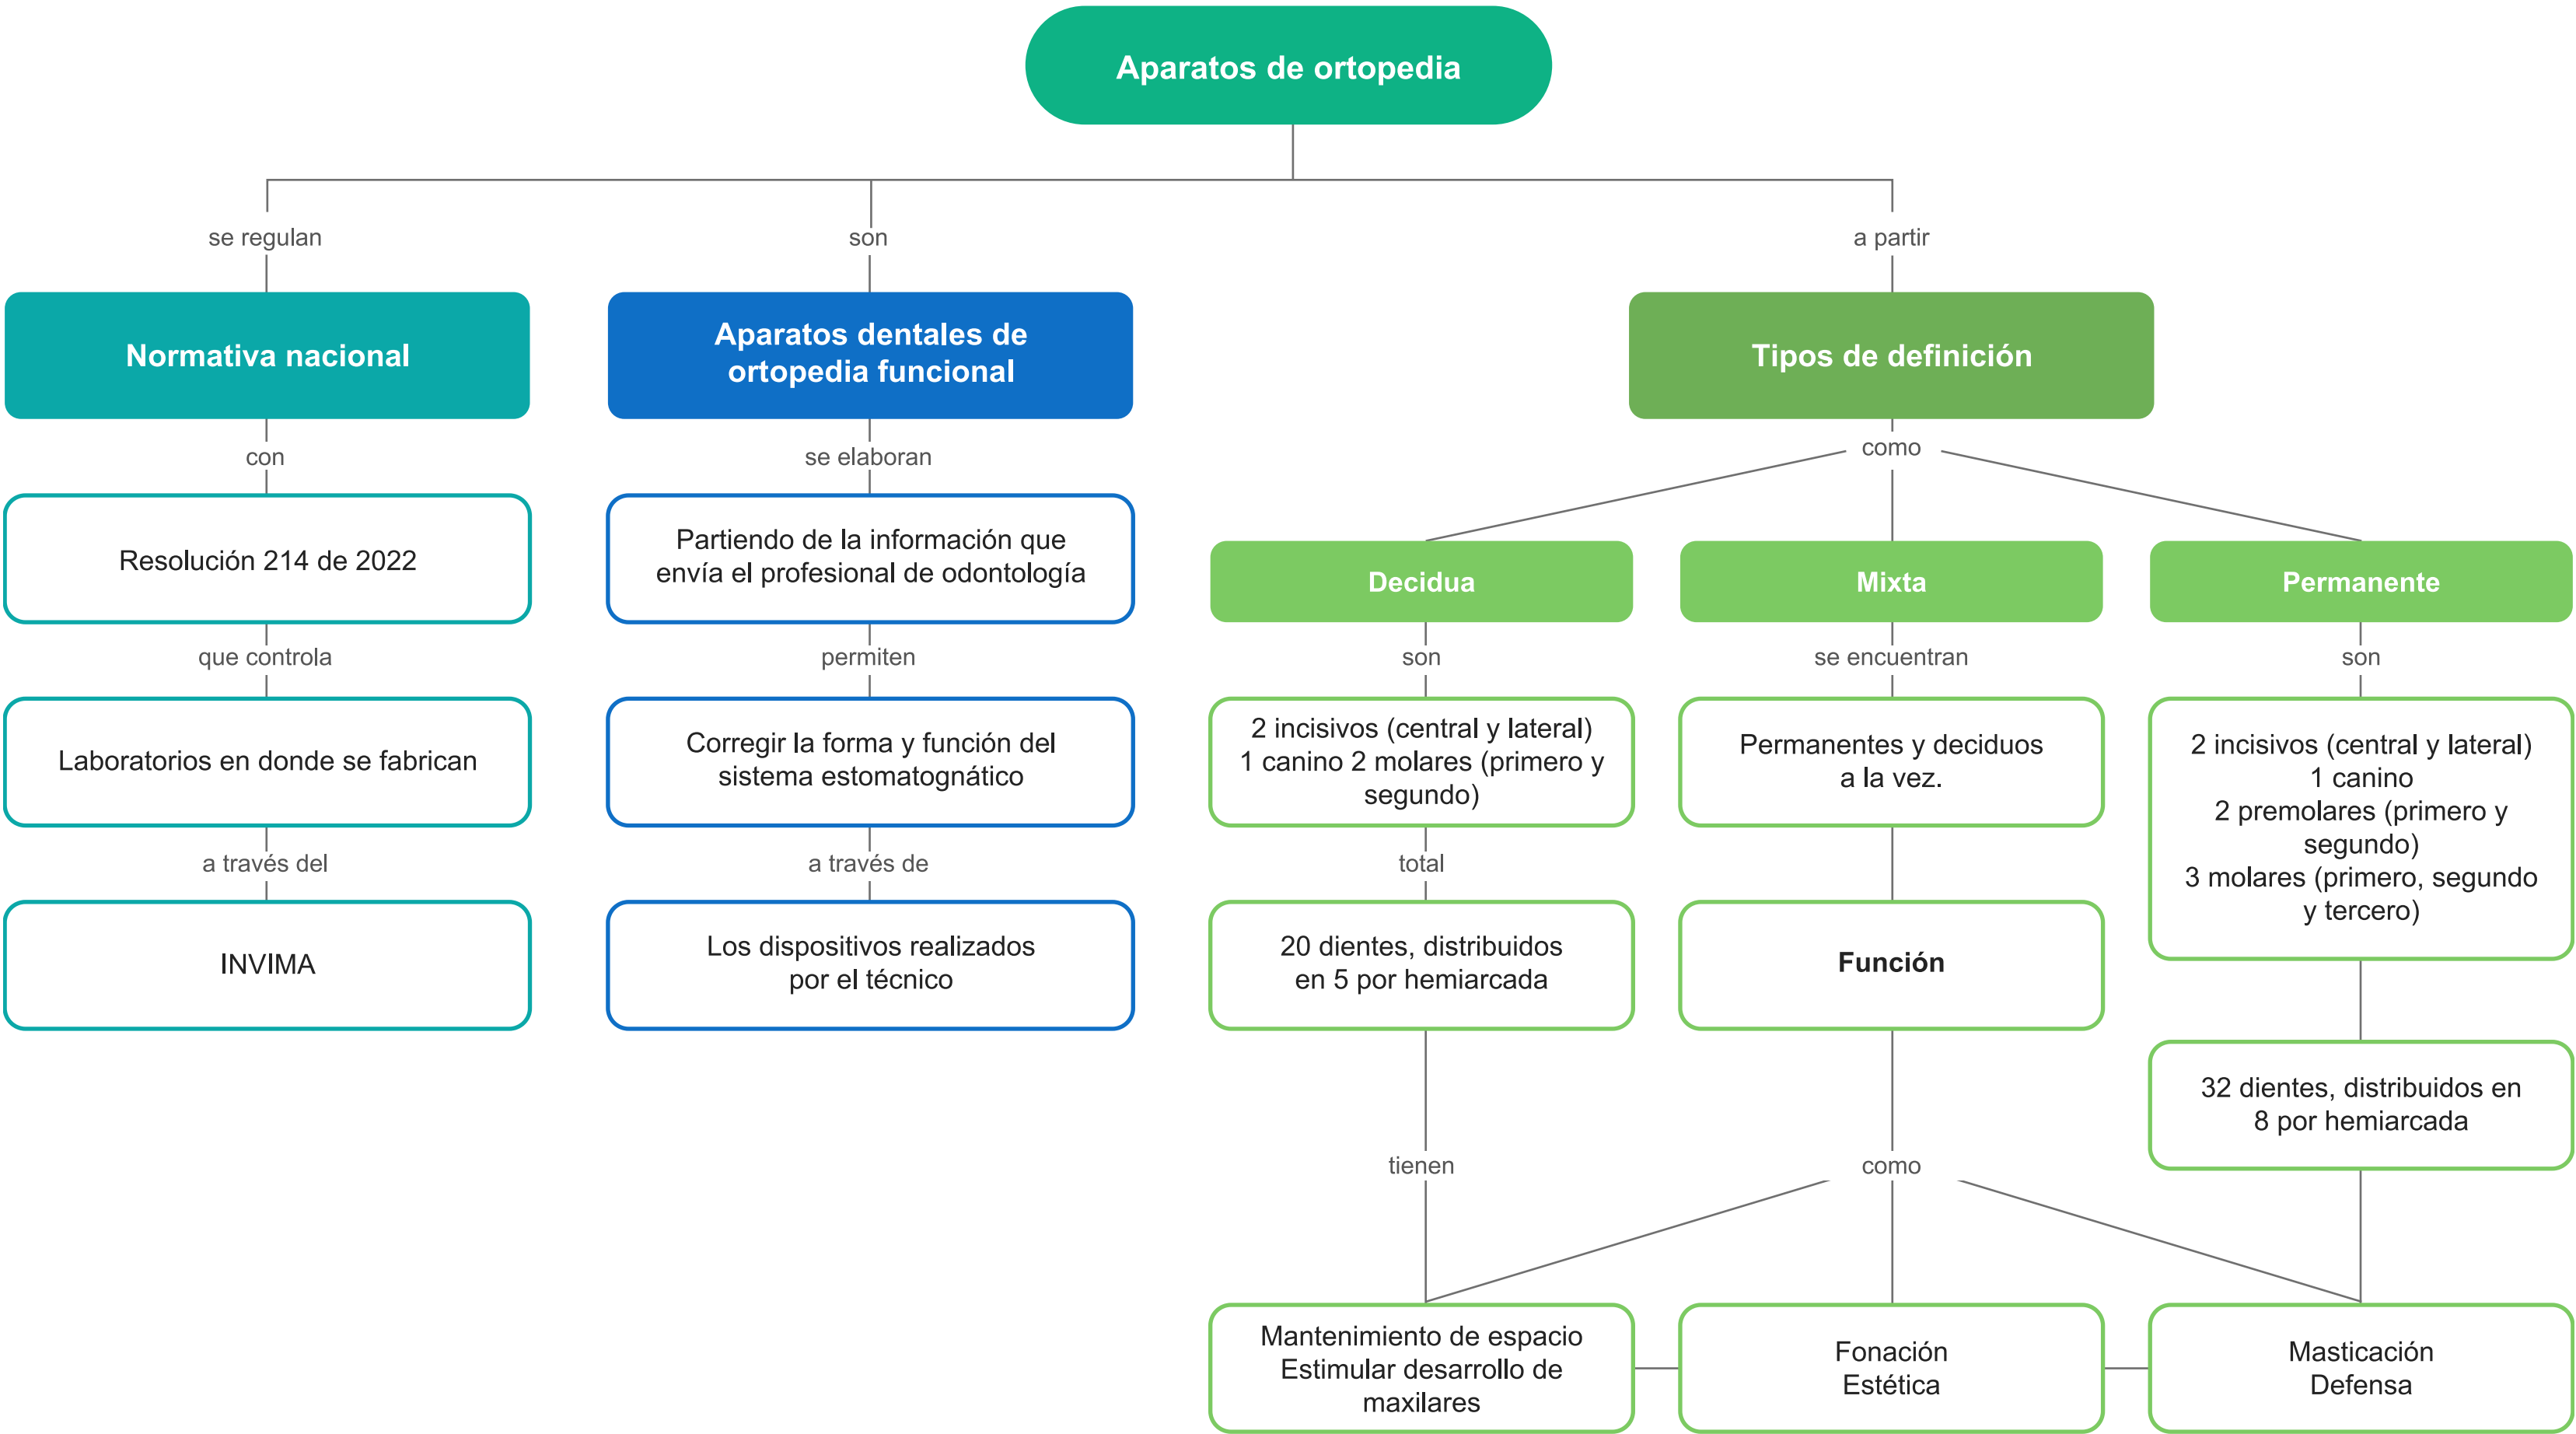 Aparatos de ortopedia
se regulan
son
a partir
Normativa nacional
Aparatos dentales de
ortopedia funcional
Tipos de definición
con
se elaboran
como
Resolución 214 de 2022
Partiendo de la información que
envía el profesional de odontología
Decidua
Mixta
Permanente
que controla
permiten
son
se encuentran
son
Laboratorios en donde se fabrican
Corregir la forma y función del
sistema estomatognático
2 incisivos (central y lateral)
1 canino 2 molares (primero y
segundo)
Permanentes y deciduos
a la vez.
2 incisivos (central y lateral)
1 canino
2 premolares (primero y
segundo)
3 molares (primero, segundo
y tercero)
a través del
a través de
total
INVIMA
Los dispositivos realizados
por el técnico
20 dientes, distribuidos
en 5 por hemiarcada
Función
32 dientes, distribuidos en
8 por hemiarcada
tienen
como
Mantenimiento de espacio
Estimular desarrollo de
maxilares
Fonación
Estética
Masticación
Defensa